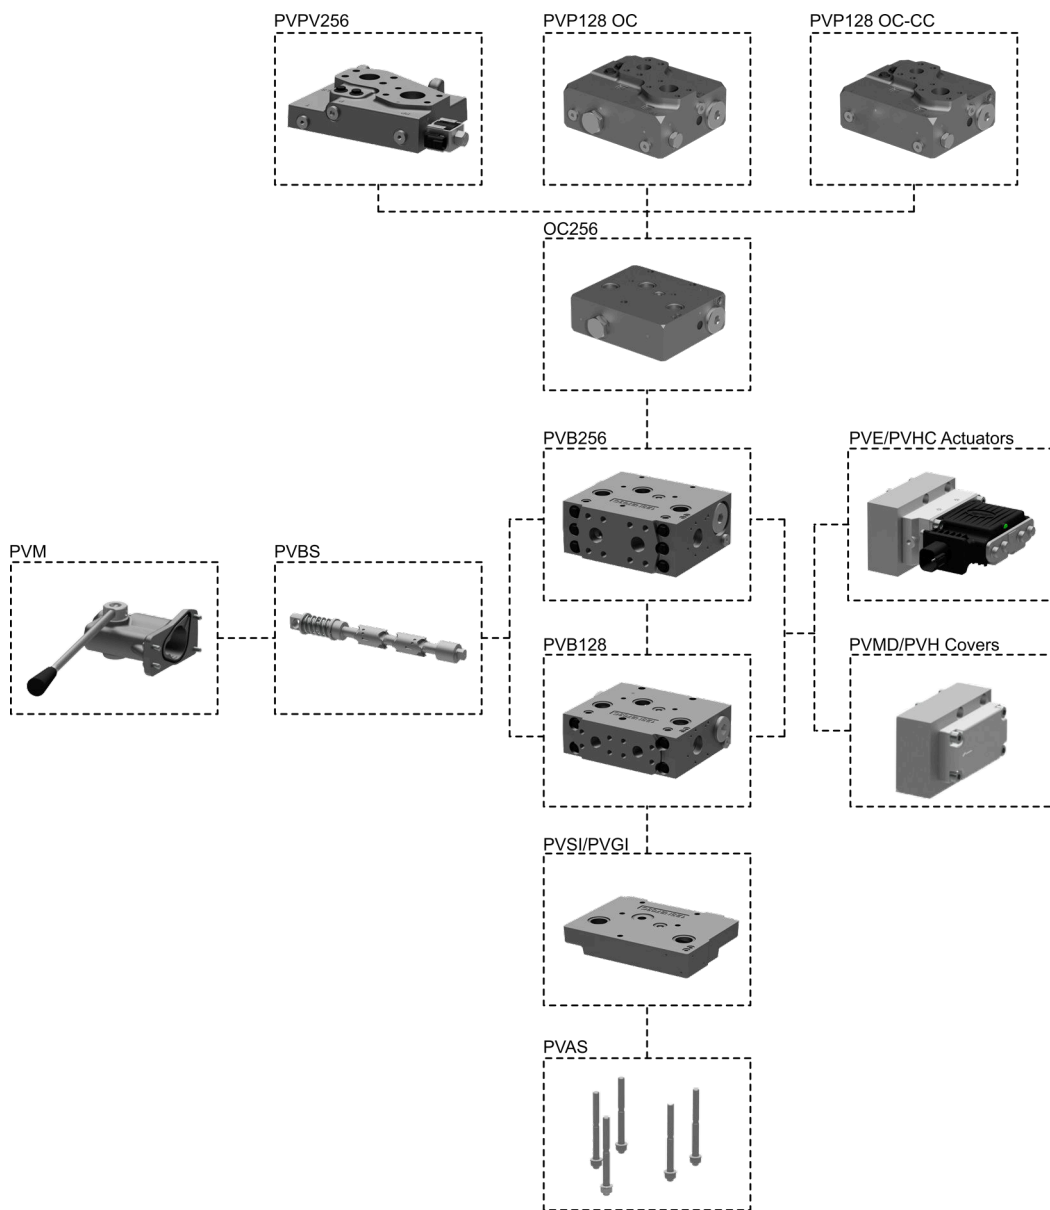 PVPV256
PVP128 OC
PVP128 OC-CC
OC256
PVB256
PVE/PVHC Actuators
PVM
PVBS
PVB128
PVMD/PVH Covers
PVSI/PVGI
PVAS